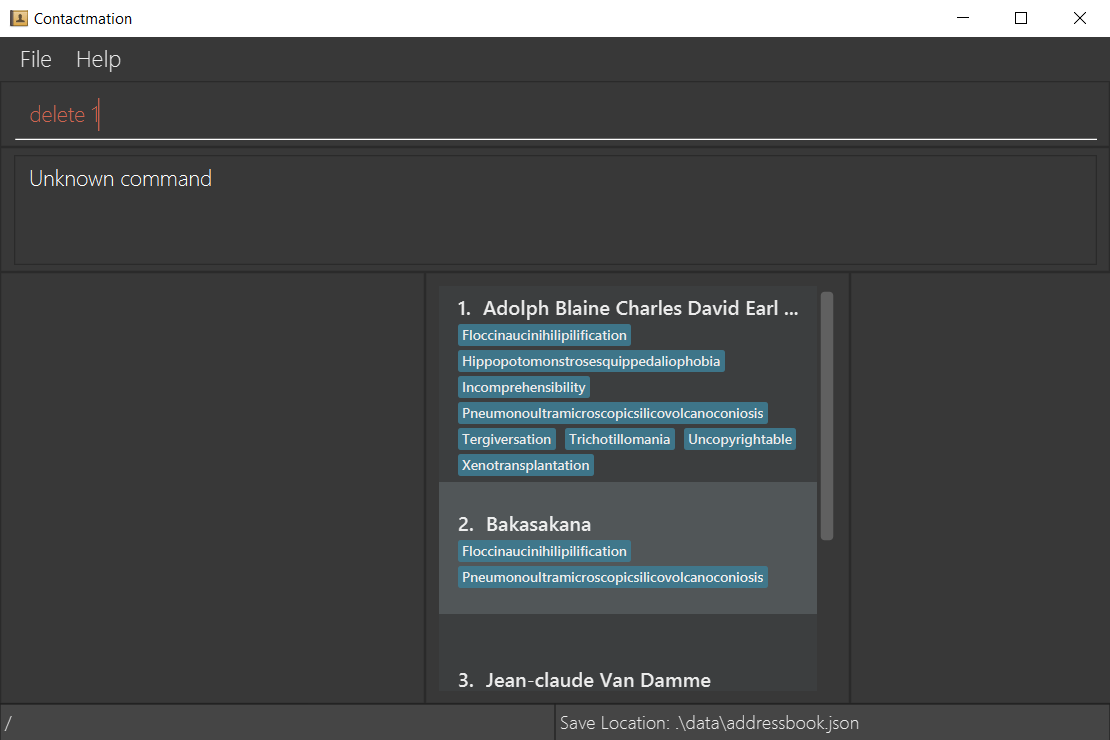 Contactmation
File Help
delete 1
Unknown command
1. Adolph Blaine Charles David Earl ...
Floccinaucinihilipilification
Hippopotomonstrosesquippedaliophobia
Incomprehensibility
Pneumonoultramicroscopicsilicovolcanoconiosis
Tergiversation Trichotillomania Uncopyrightable
Xenotransplantation
2. Bakasakana
Floccinaucinihilipilification
Pneumonoultramicroscopicsilicovolcanoconiosis
3. Jean-claude Van Damme
/ Save Location: .\data\addressbook.json